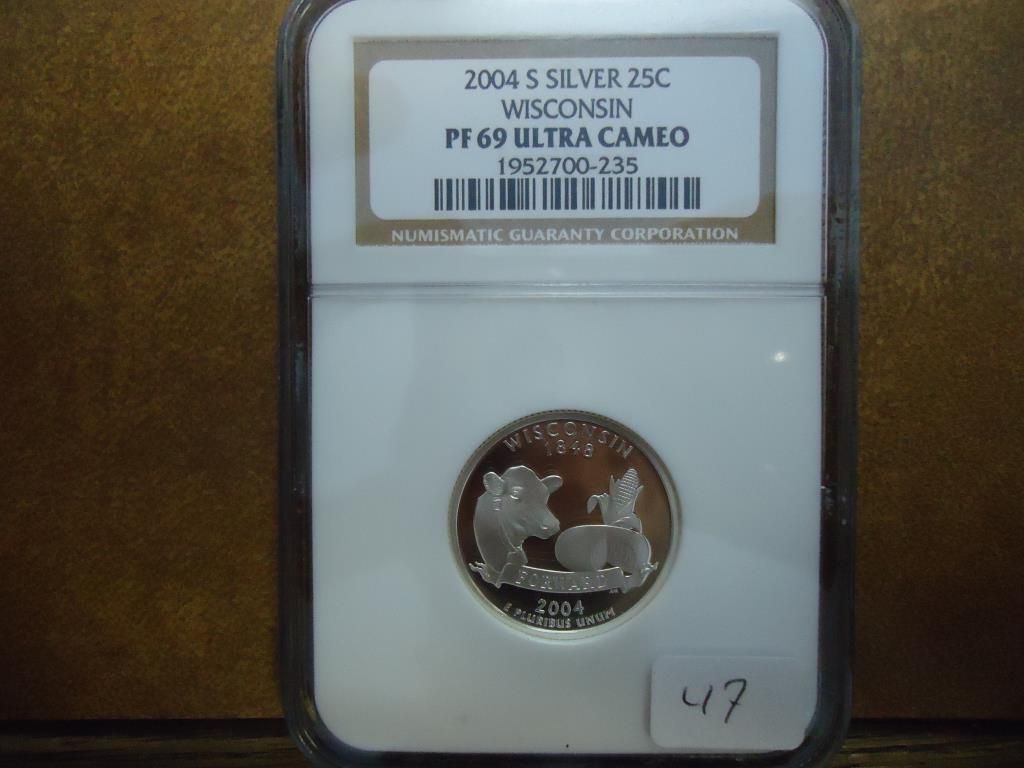 2004 S SILVER 25C
WISCONSIN
PF 69 ULTRA CAMEO
1952700-235
NUMISMATIC GUARANTY CORPORATION
WISCONSIN
1848
FORWARD
2004
E PLURIBUS UNUM
47